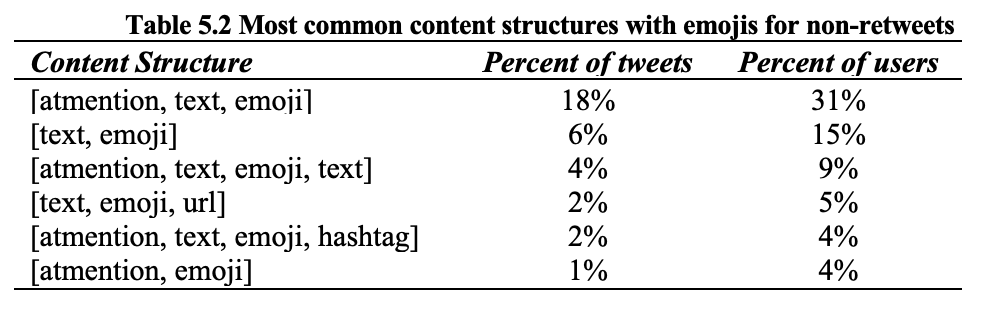 Table 5.2 Most common content structures with emojis for non-retweets
Content Structure Percent of tweets Percent of users
[atmention, text, emoji] 18% 31%
[text, emoji] 6% 15%
[atmention, text, emoji, text] 4% 9%
[text, emoji, url] 2% 5%
[atmention, text, emoji, hashtag] 2% 4%
[atmention, emoji] 1% 4%